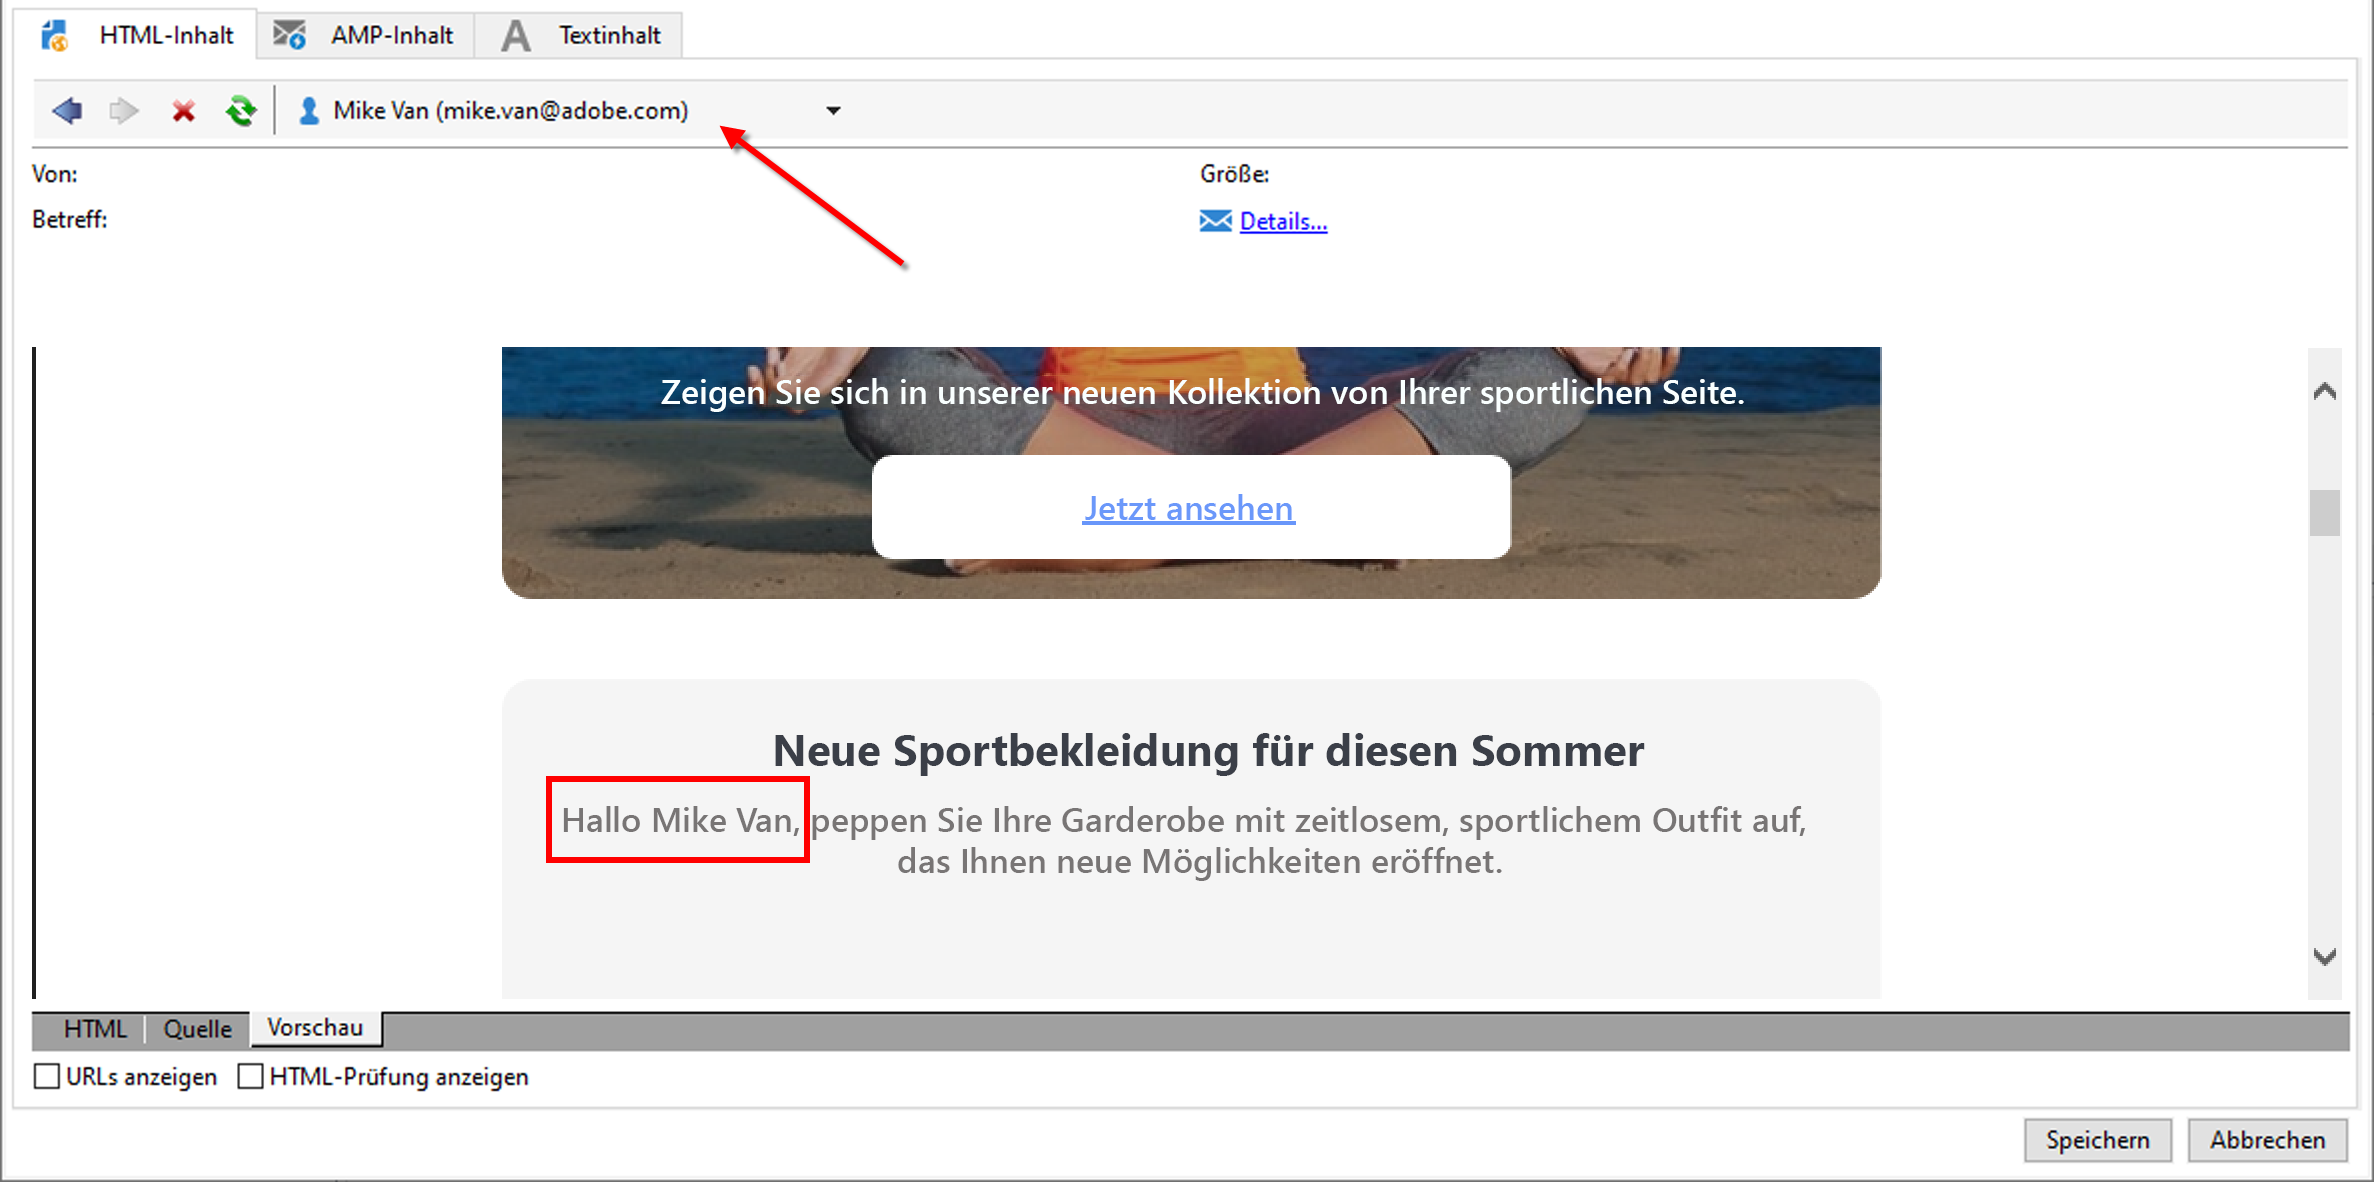 HTML-Inhalt AMP-Inhalt Textinhalt
Mike Van (mike.van@adobe.com)
Von: Größe:
Betreff: Details...
Zeigen Sie sich in unserer neuen Kollektion von Ihrer sportlichen Seite.
Jetzt ansehen
Neue Sportbekleidung für diesen Sommer
Hallo Mike Van, peppen Sie Ihre Garderobe mit zeitlosem, sportlichem Outfit auf,
das Ihnen neue Möglichkeiten eröffnet.
HTML Quelle Vorschau
URLs anzeigen HTML-Prüfung anzeigen
Speichern Abbrechen